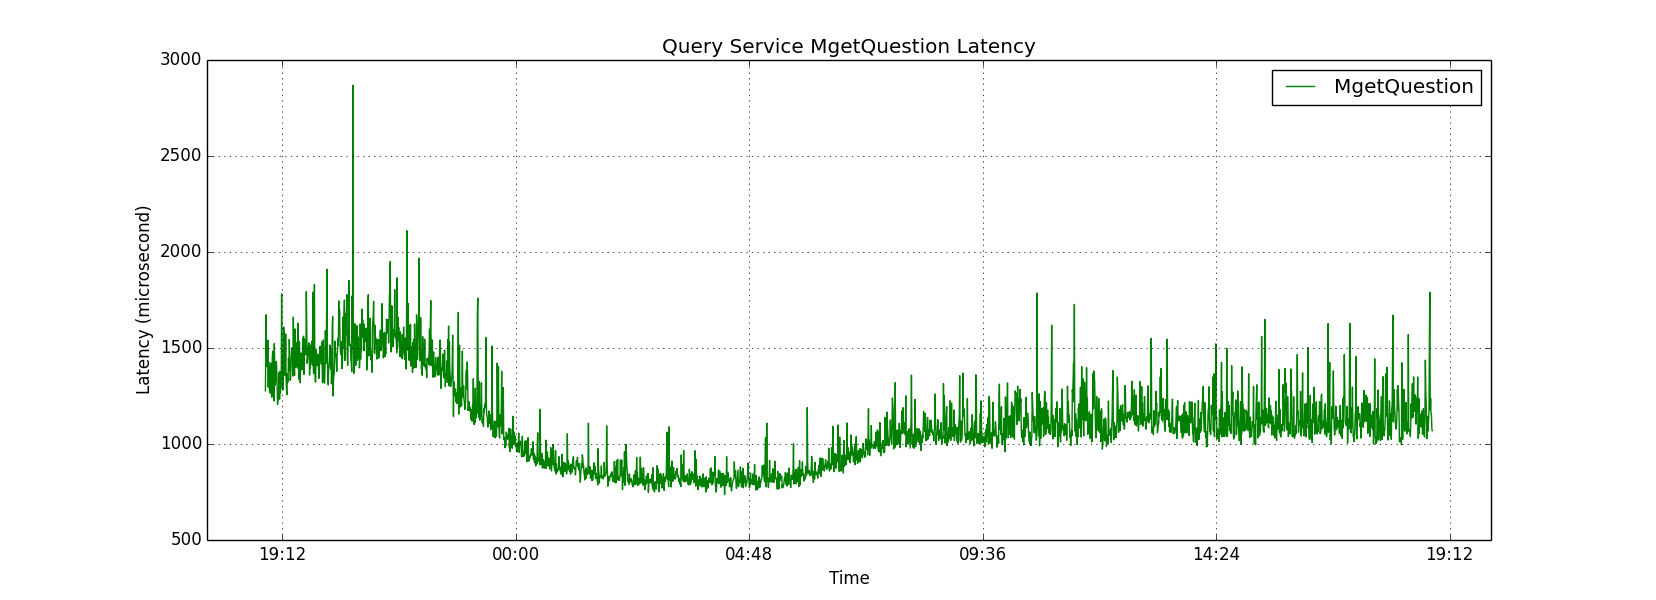 Query Service MgetQuestion Latency
MgetQuestion
3000
2500
2000
1500
1000
500
Latency (microsecond)
19:12 00:00 04:48 09:36 14:24 19:12
Time